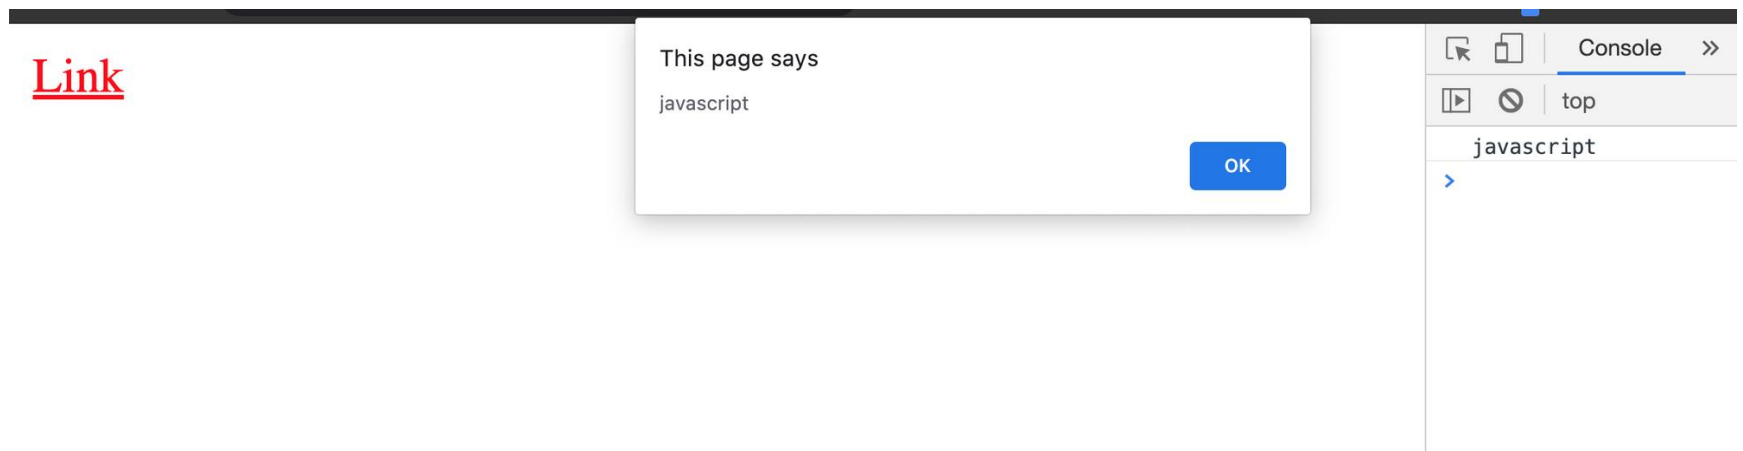 Link
This page says
javascript
OK
Console
top
javascript